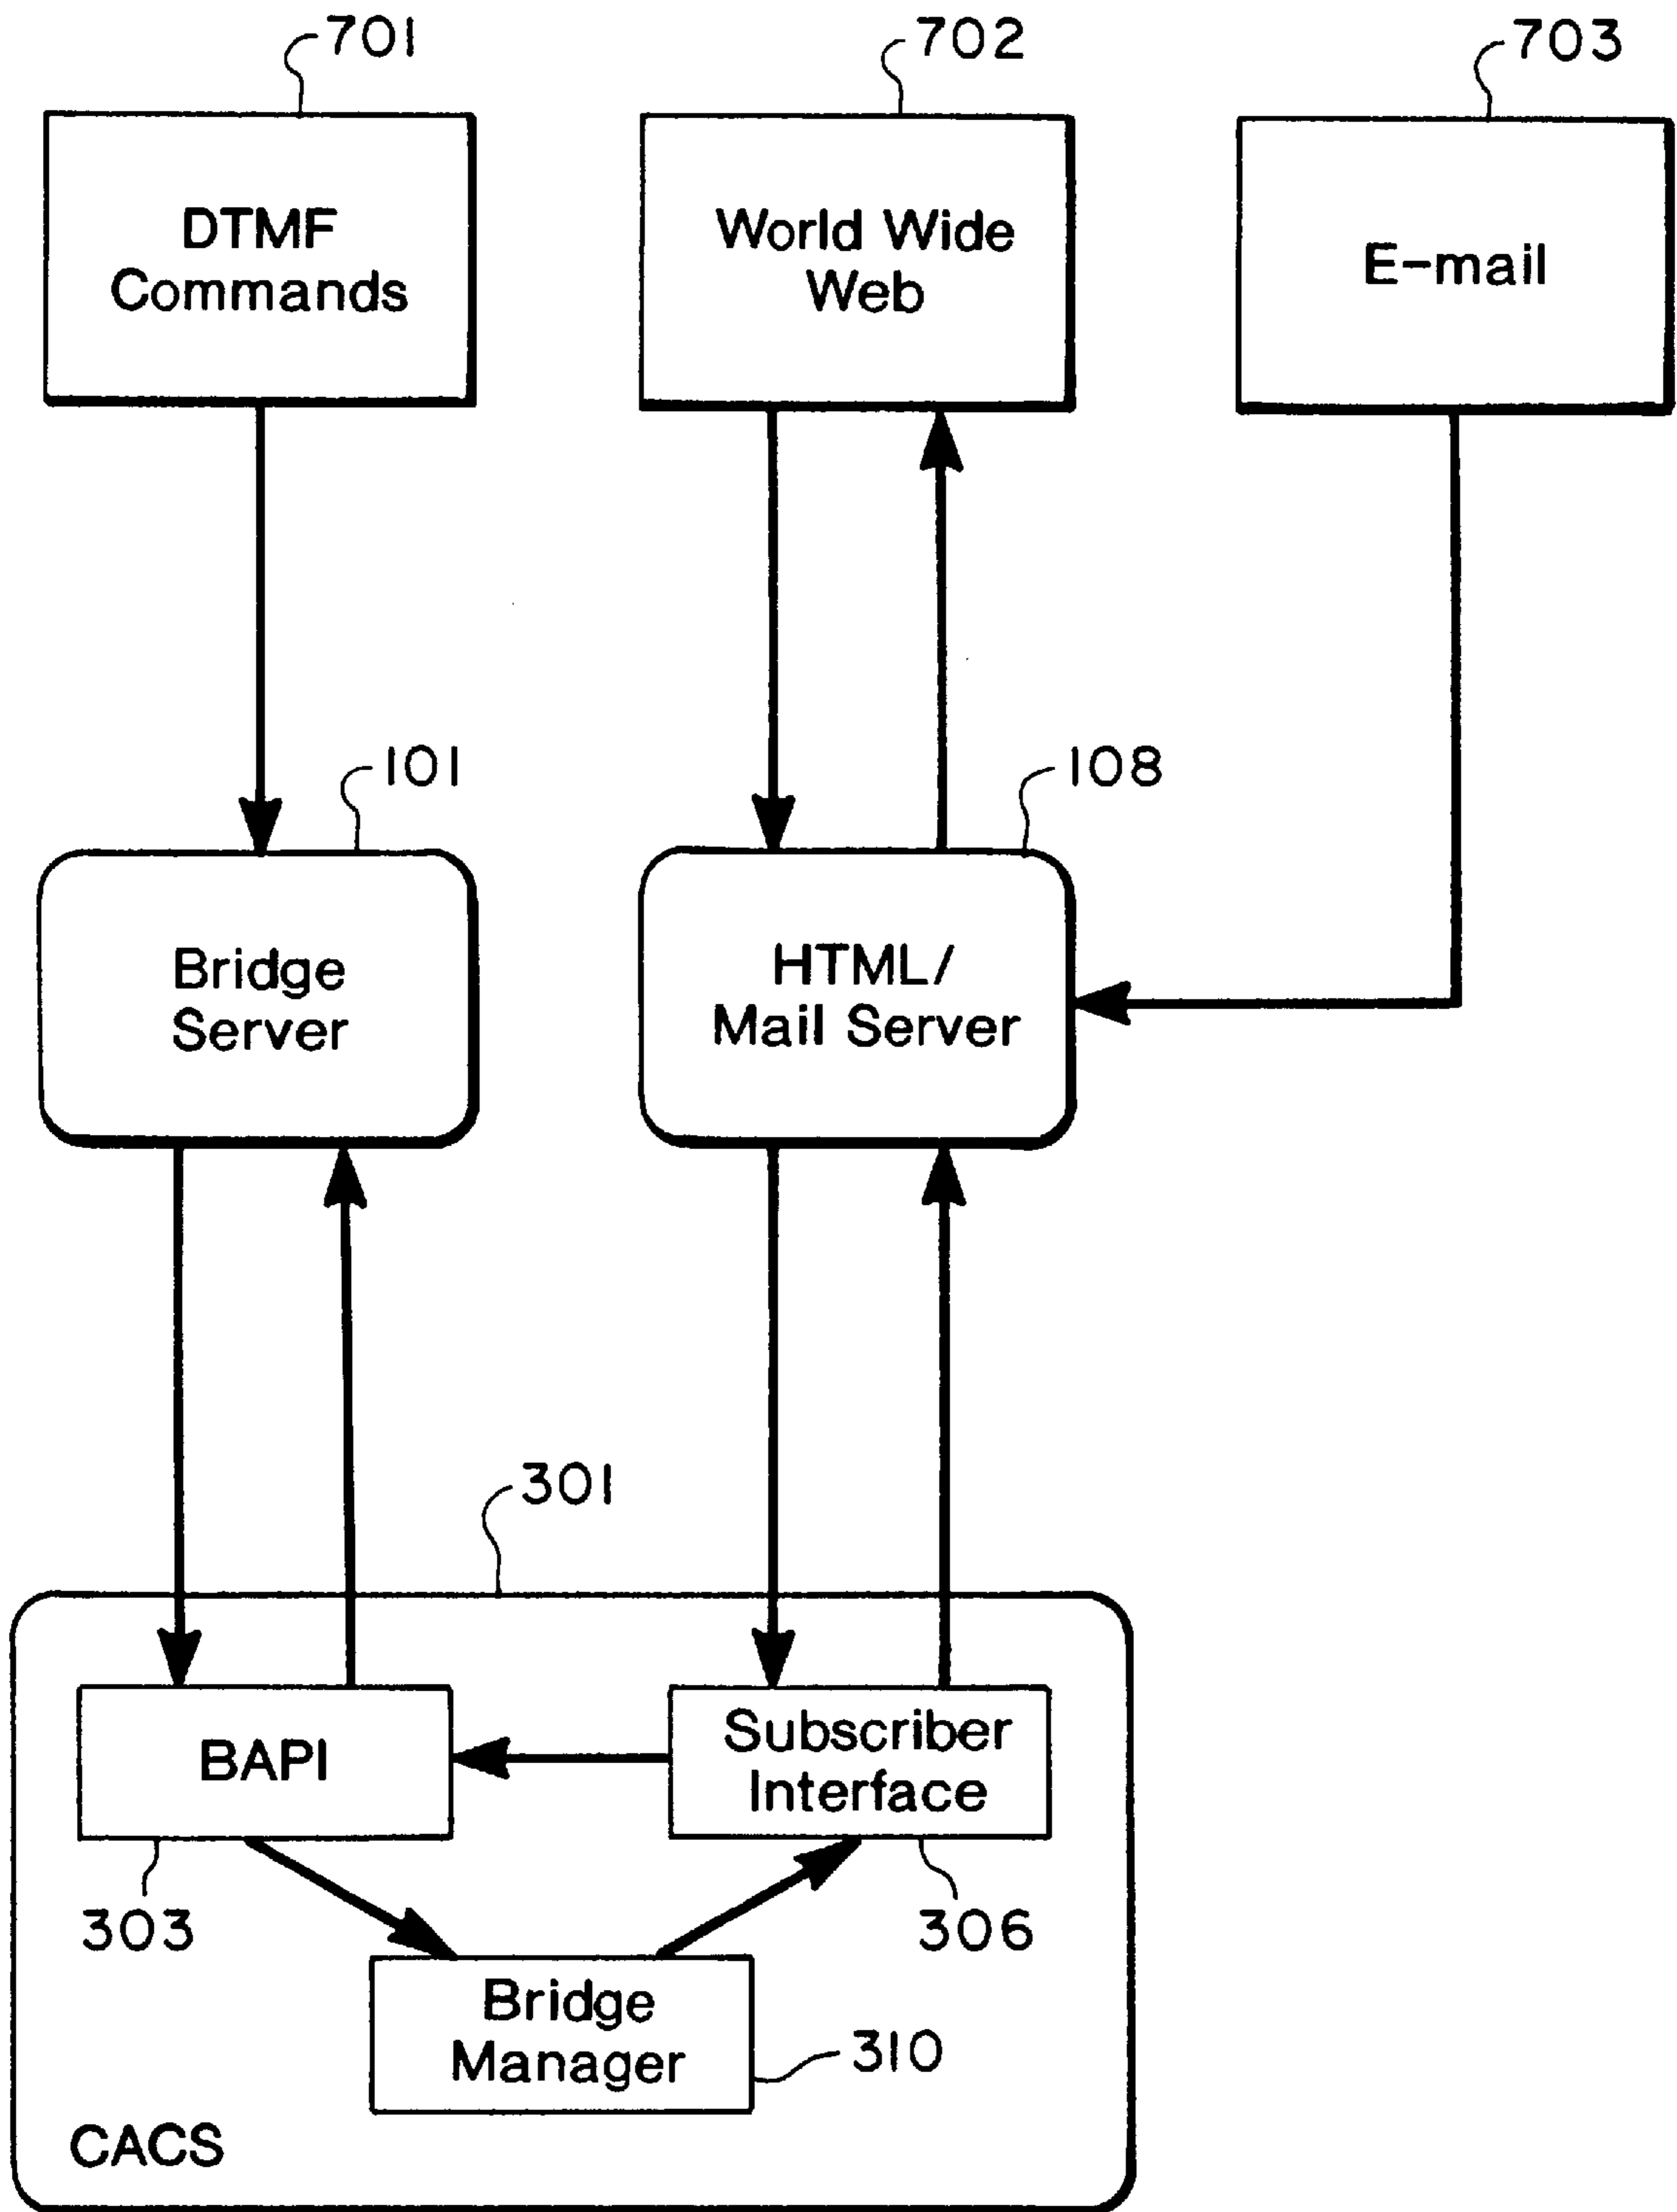 701
702
703
DTMF
Commands
World Wide
Web
E-mail
101
108
Bridge
Server
HTML/
Mail Server
301
BAPI
Subscriber
Interface
303
306
Bridge
Manager
310
CACS